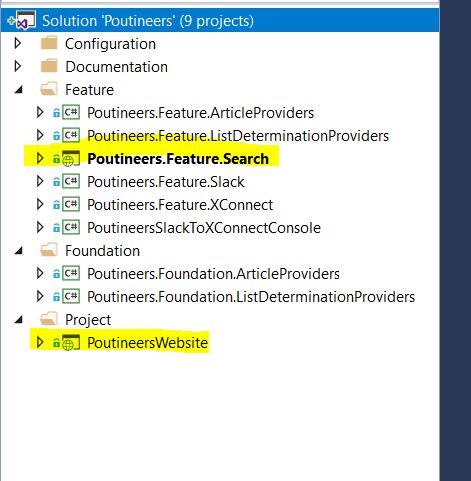 Solution 'Poutineers' (9 projects)
Configuration
Documentation
Feature
C# Poutineers.Feature.ArticleProviders
C# Poutineers.Feature.ListDeterminationProviders
Poutineers.Feature.Search
C# Poutineers.Feature.Slack
C# Poutineers.Feature.XConnect
C# PoutineersSlackToXConnectConsole
Foundation
C# Poutineers.Foundation.ArticleProviders
C# Poutineers.Foundation.ListDeterminationProviders
Project
PoutineersWebsite